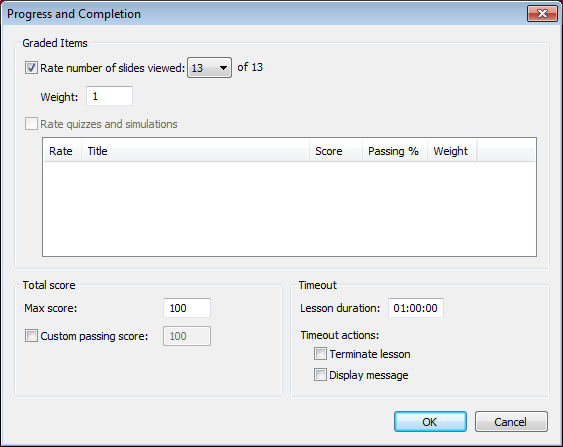 Progress and Completion
Graded Items
Rate number of slides viewed: 13 of 13
Weight: 1
Rate quizzes and simulations
Rate Title Score Passing % Weight
Total score
Max score: 100
Custom passing score: 100
Timeout
Lesson duration: 01:00:00
Timeout actions:
Terminate lesson
Display message
OK Cancel